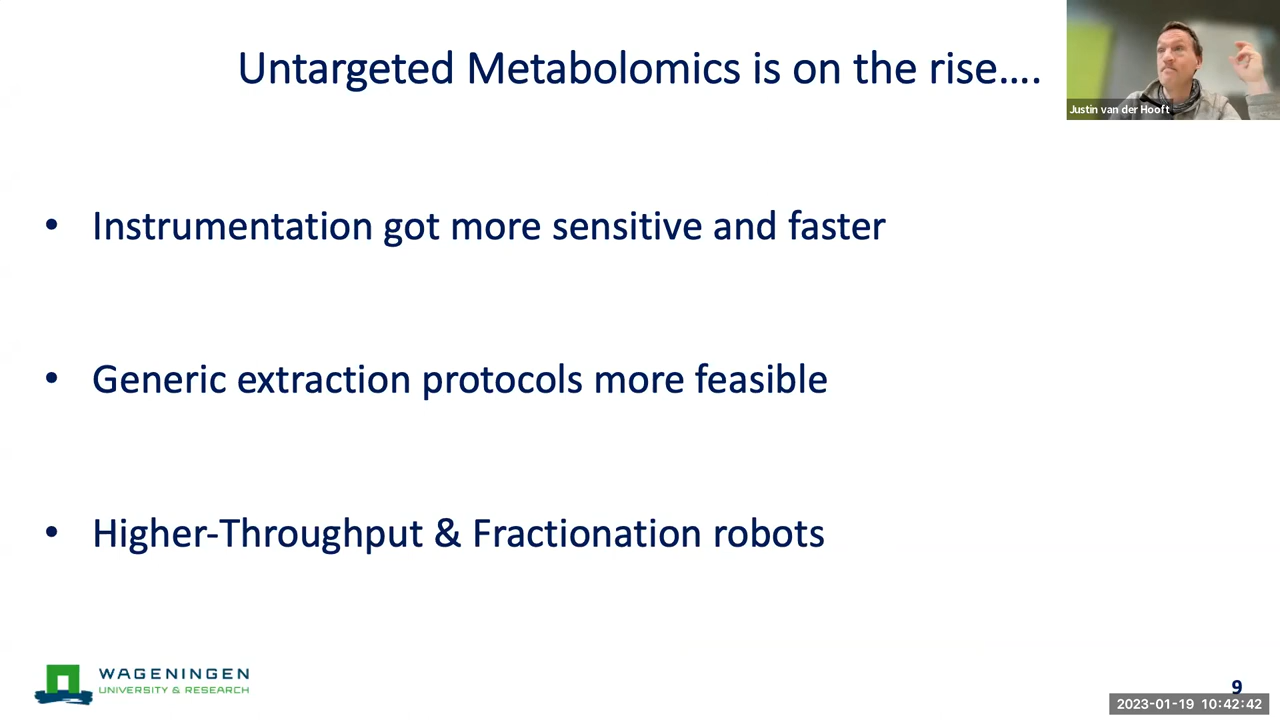 Untargeted Metabolomics is on the rise....
Justin van der Hooft
• Instrumentation got more sensitive and faster
• Generic extraction protocols more feasible
• Higher-Throughput & Fractionation robots
WAGENINGEN
UNIVERSITY & RESEARCH
9
2023-01-19 10:42:42